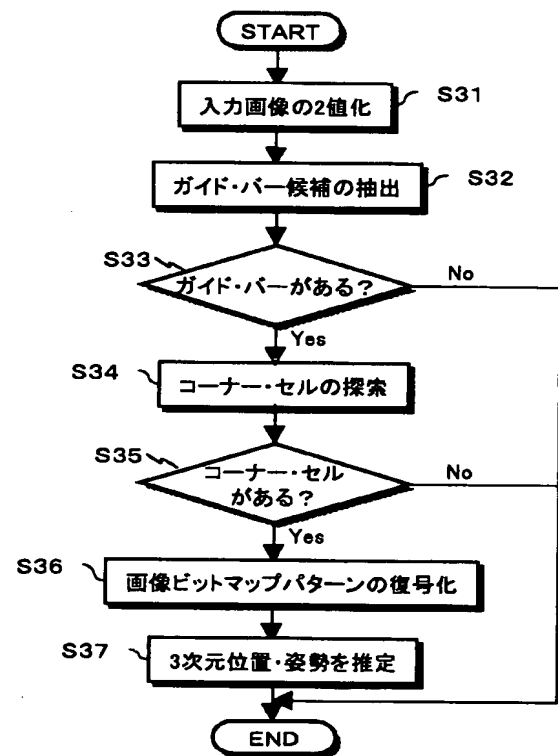 START
入力画像の2値化
S31
ガイド・バー候補の抽出
S32
S33
ガイド・バーがある?
No
Yes
S34
コーナー・セルの探索
S35
コーナー・セル
がある?
No
Yes
S36
画像ビットマップパターンの復号化
S37
3次元位置・姿勢を推定
END